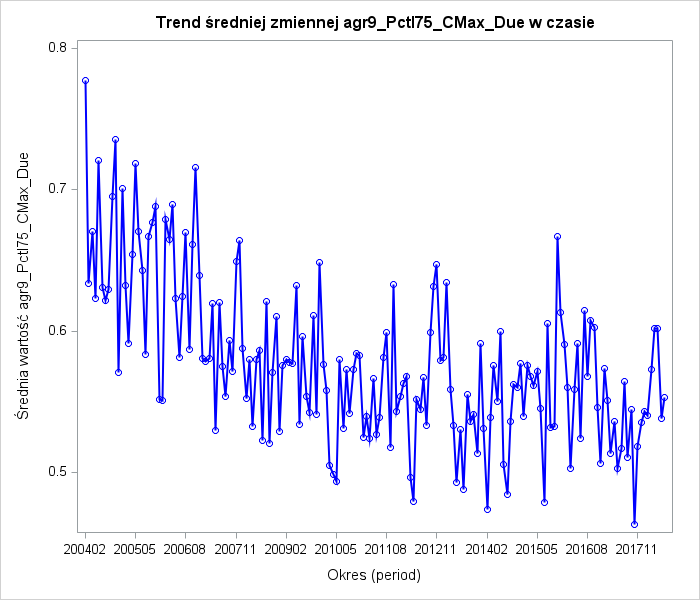 Trend średniej zmiennej agr9_Pctl75_CMax_Due w czasie
Średnia wartość agr9_Pctl75_CMax_Due
0.8
0.7
0.6
0.5
200402 200505 200608 200711 200902 201005 201108 201211 201402 201505 201608 201711
Okres (period)